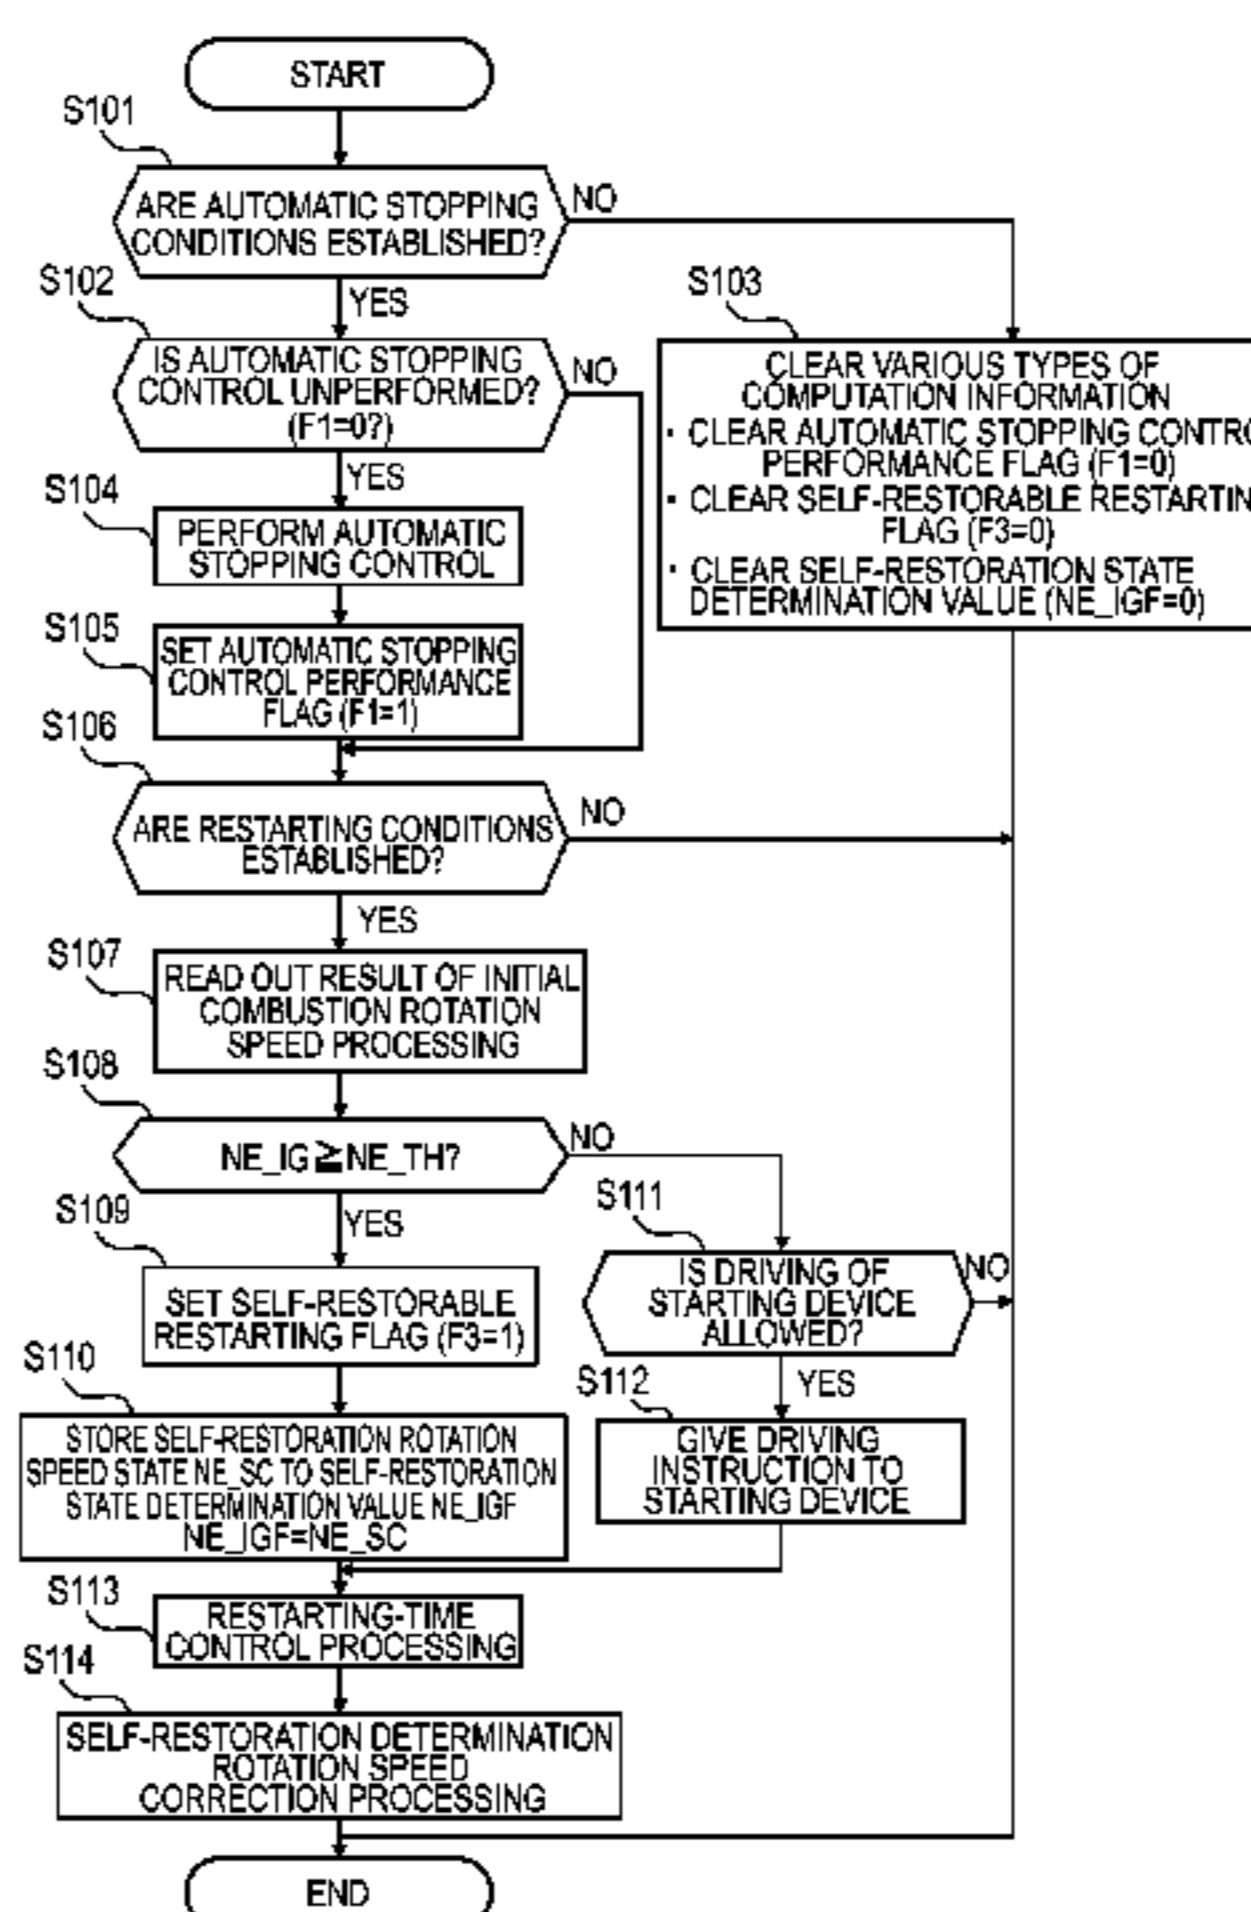 START
S101
ARE AUTOMATIC STOPPING
CONDITIONS ESTABLISHED?
NO
YES
S102
IS AUTOMATIC STOPPING
CONTROL UNPERFORMED?
(F1=0?)
NO
YES
S103
CLEAR VARIOUS TYPES OF
COMPUTATION INFORMATION
· CLEAR AUTOMATIC STOPPING CONTRO
PERFORMANCE FLAG (F1=0)
· CLEAR SELF-RESTORABLE RESTARTIN
FLAG (F3=0)
· CLEAR SELF-RESTORATION STATE
DETERMINATION VALUE (NE_IGF=0)
S104
PERFORM AUTOMATIC
STOPPING CONTROL
S105
SET AUTOMATIC STOPPING
CONTROL PERFORMANCE
FLAG (F1=1)
S106
ARE RESTARTING CONDITIONS
ESTABLISHED?
NO
YES
S107
READ OUT RESULT OF INITIAL
COMBUSTION ROTATION
SPEED PROCESSING
S108
NE_IG≧NE_TH?
NO
YES
S109
SET SELF-RESTORABLE
RESTARTING FLAG (F3=1)
S110
STORE SELF-RESTORATION ROTATION
SPEED STATE NE_SC TO SELF-RESTORATION
STATE DETERMINATION VALUE NE_IGF
NE_IGF=NE_SC
S111
IS DRIVING OF
STARTING DEVICE
ALLOWED?
NO
YES
S112
GIVE DRIVING
INSTRUCTION TO
STARTING DEVICE
S113
RESTARTING-TIME
CONTROL PROCESSING
S114
SELF-RESTORATION DETERMINATION
ROTATION SPEED
CORRECTION PROCESSING
END